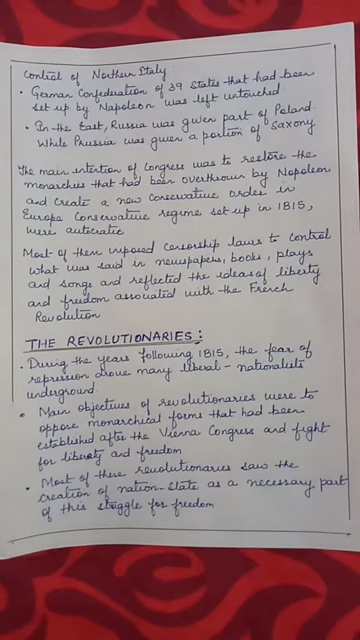 control of Northern Italy
• German Confederation of 39 States that had been
set up by Napoleon was left untouched
• In the East, Russia was given part of Poland
While Prussia was given a portion of Saxony
The main intention of Congress was to restore the
monarchies that had been overthrown by Napoleon
and create a new conservative order in
Europe Conservative regime set up in 1815,
were autocratic
Most of them imposed censorship laws to control
what was said in newspapers, books, plays
and songs and reflected the ideas of liberty
and freedom associated with the French
Revolution
THE REVOLUTIONARIES:
• During the years following 1815, the fear of
repression drove many liberal-nationalists
underground
• Main objectives of revolutionaries were to
oppose monarchical forms that had been
established after the Vienna Congress and fight
for liberty and freedom
• Most of these revolutionaries saw the
creation of nation-state as a necessary part
of this struggle for freedom